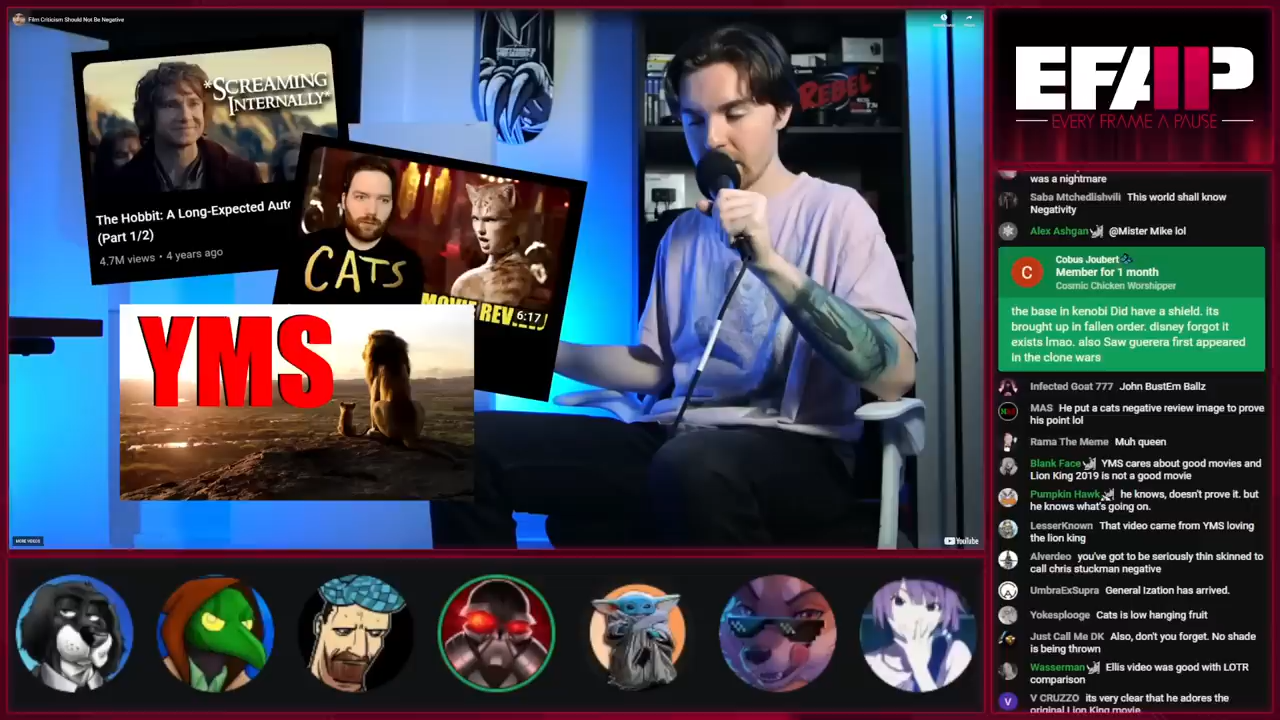 Film Criticism Should Not Be Negative
*SCREAMING
INTERNALLY*
The Hobbit: A Long-Expected Aut
(Part 1/2)
4.7M views • 4 years ago
CATS
MOVIE REV
6:17
YMS
REBEL
MORE VIDEOS
YouTube
EFAP
EVERY FRAME A PAUSE
was a nightmare
Saba Mtchedlishvili This world shall know
Negativity
Alex Ashgan @Mister Mike lol
C
Cobus Joubert
Member for 1 month
Cosmic Chicken Worshipper
the base in kenobi Did have a shield. its
brought up in fallen order. disney forgot it
exists lmao. also Saw guerera first appeared
in the clone wars
Infected Goat 777 John BustEm Ballz
MAS He put a cats negative review image to prove
his point lol
Rama The Meme Muh queen
Blank Face YMS cares about good movies and
Lion King 2019 is not a good movie
Pumpkin Hawk he knows, doesn't prove it. but
he knows what's going on.
LesserKnown That video came from YMS loving
the lion king
Alverdeo you've got to be seriously thin skinned to
call chris stuckman negative
UmbraExSupra General Ization has arrived.
Yokesplooge Cats is low hanging fruit
Just Call Me DK Also, don't you forget. No shade
is being thrown
Wasserman Ellis video was good with LOTR
comparison
V
V CRUZZO its very clear that he adores the
original Lion King movie